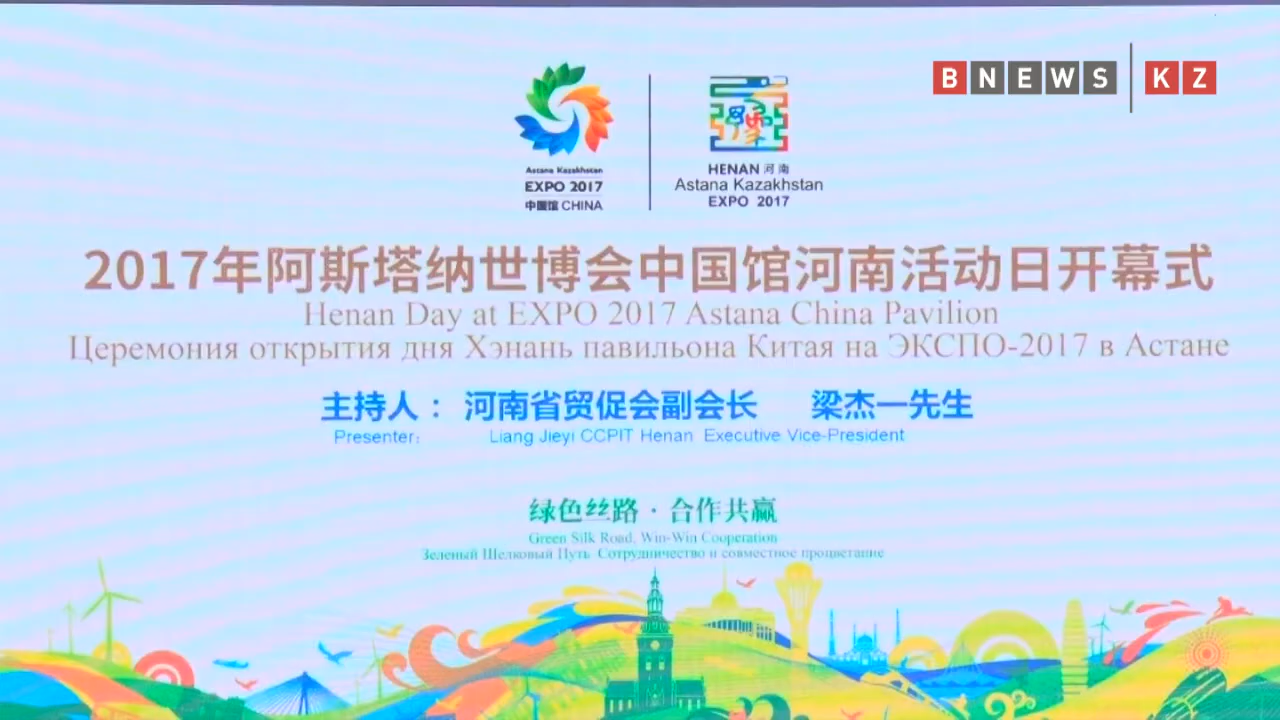 BNEWS KZ
Astana Kazakhstan
EXPO 2017
中国馆 CHINA
HENAN 河南
Astana Kazakhstan
EXPO 2017
2017年阿斯塔纳世博会中国馆河南活动日开幕式
Henan Day at EXPO 2017 Astana China Pavilion
Церемония открытия дня Хэнань павильона Китая на ЭКСПО-2017 в Астане
主持人： 河南省贸促会副会长 梁杰一先生
Presenter: Liang Jieyi CCPIT Henan Executive Vice-President
绿色丝路·合作共赢
Green Silk Road, Win-Win Cooperation
Зеленый Шелковый Путь Сотрудничество и совместное процветание